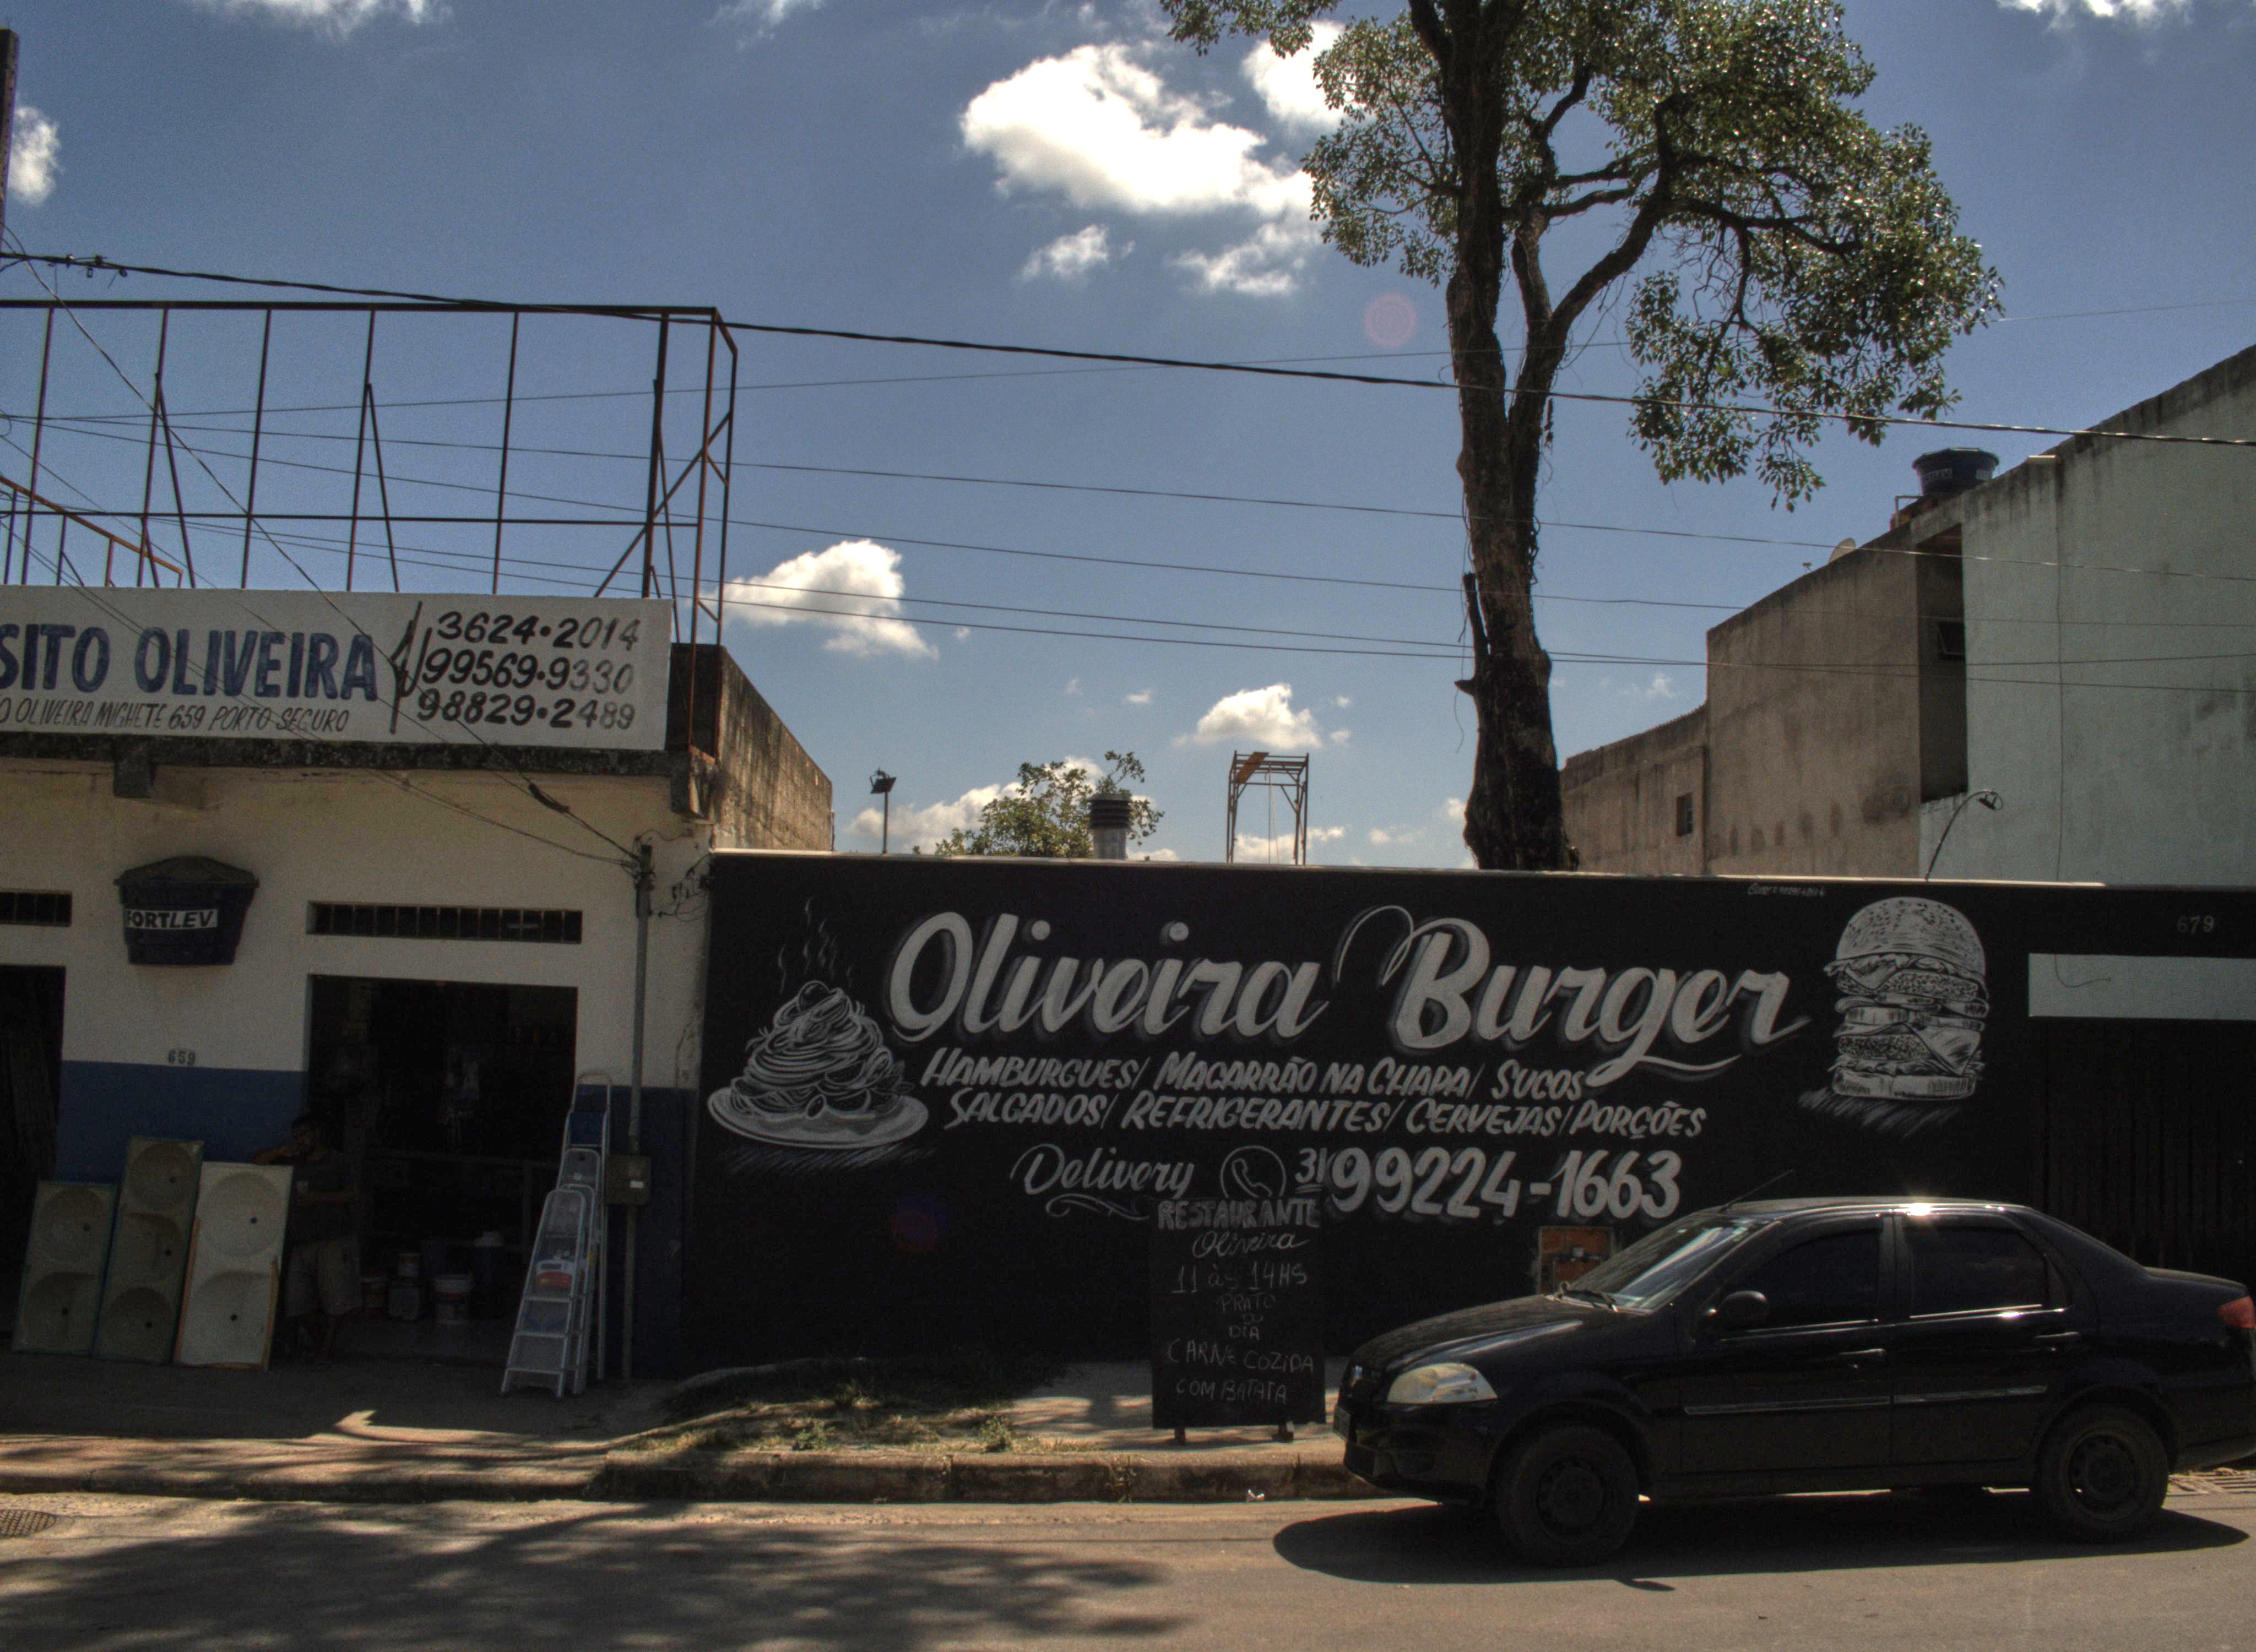 SITO OLIVEIRA
3624•2014
99569•9330
98829•2489
O OLIVEIRA MIGHETE 659 PORTO SEGURO
FORTLEV
659
Oliveira Burger
HAMBURGUES/ MACARRÃO NA CHAPA/ SUCOS
SALGADOS/ REFRIGERANTES/ CERVEJAS/PORÇÕES
Delivery 31 99224-1663
679
RESTAURANTE
Oliveira
11 às 14HS
PRATO
DO
DIA
CARNE COZIDA
COM BATATA